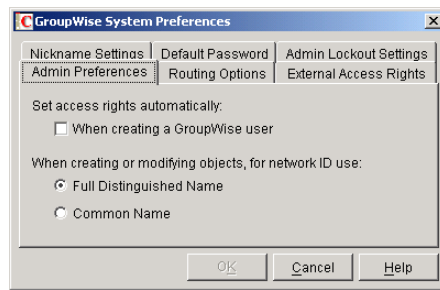 GroupWise System Preferences
Nickname Settings Default Password Admin Lockout Settings
Admin Preferences Routing Options External Access Rights
Set access rights automatically:
When creating a GroupWise user
When creating or modifying objects, for network ID use:
Full Distinguished Name
Common Name
OK Cancel Help